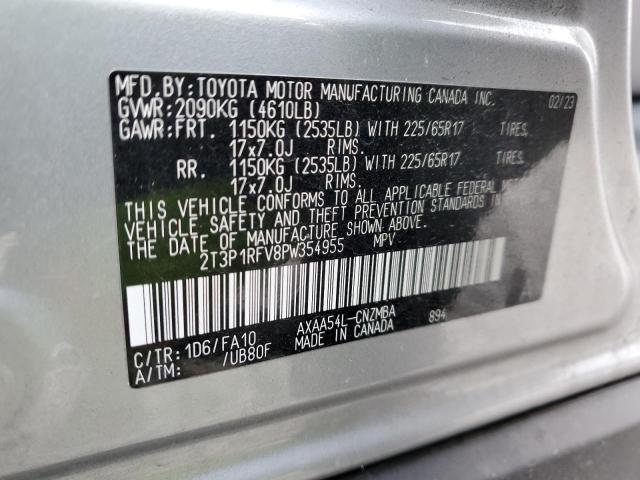 MFD. BY: TOYOTA MOTOR MANUFACTURING CANADA INC. 02/23
GVWR: 2090KG (4610LB)
GAWR: FRT. 1150KG (2535LB) WITH 225/65R17 TIRES.
17x7.0J RIMS.
RR. 1150KG (2535LB) WITH 225/65R17 TIRES.
17x7.0J RIMS.
THIS VEHICLE CONFORMS TO ALL APPLICABLE FEDERAL
VEHICLE SAFETY AND THEFT PREVENTION STANDARDS IN
THE DATE OF MANUFACTURE SHOWN ABOVE.
2T3P1RFV8PW354955 MPV
C/TR: 1D6/FA10 AXAA54L-CNZMBA 894
A/TM: /UB80F MADE IN CANADA